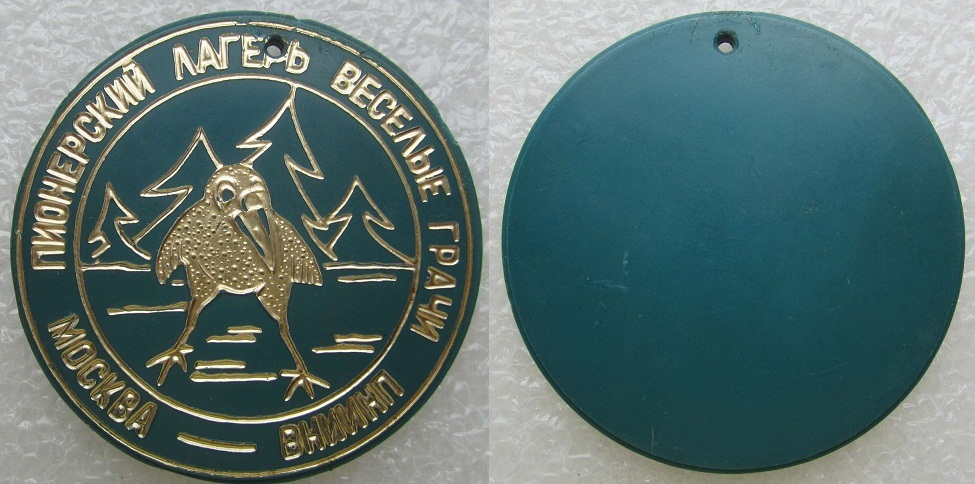 ПИОНЕРСКИЙ ЛАГЕРЬ ВЕСЕЛЫЕ ГРАЧИ
МОСКВА — ВНИИНП